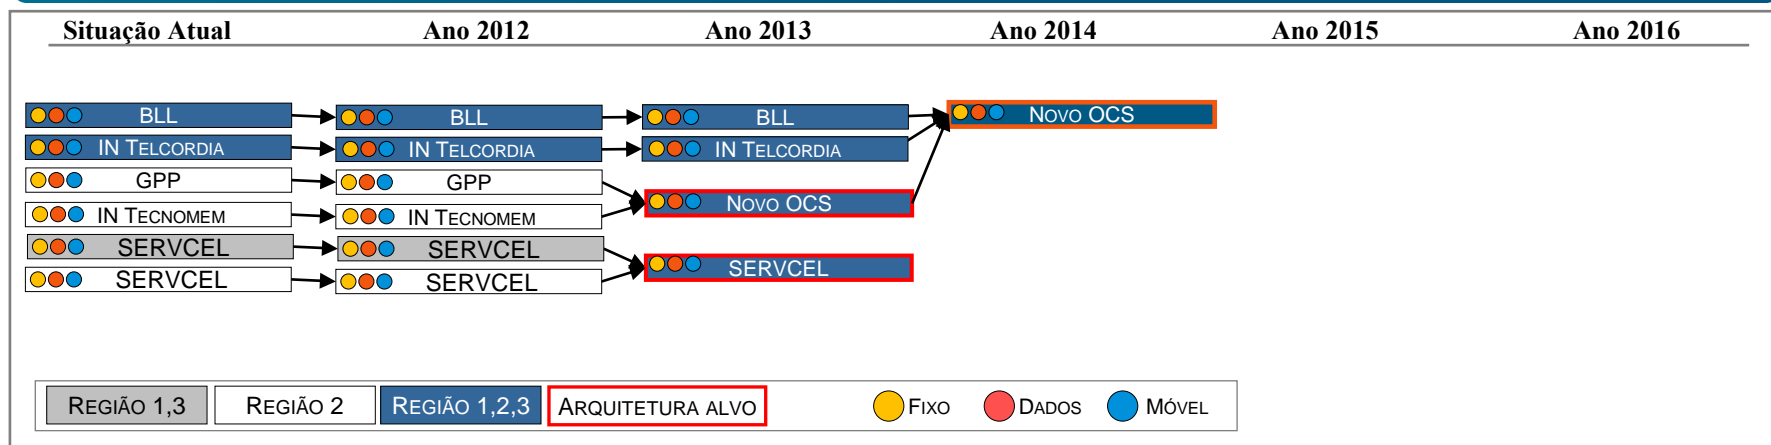 Situação Atual Ano 2012 Ano 2013 Ano 2014 Ano 2015 Ano 2016
BLL BLL BLL NOVO OCS
IN TELCORDIA IN TELCORDIA IN TELCORDIA
GPP GPP
NOVO OCS
IN TECNOMEM IN TECNOMEM
SERVCEL SERVCEL
SERVCEL
SERVCEL SERVCEL
REGIÃO 1,3 REGIÃO 2 REGIÃO 1,2,3 ARQUITETURA ALVO FIXO DADOS MÓVEL